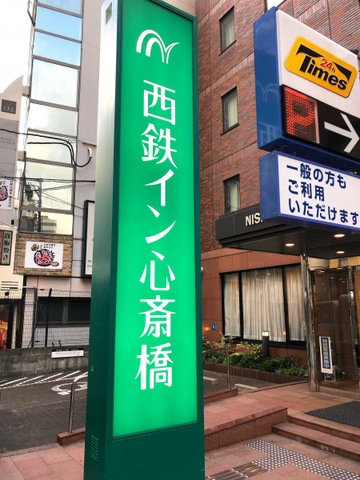 西鉄イン心斎橋
24h
Times
P
一般の方も
ご利用
いただけます
NIS